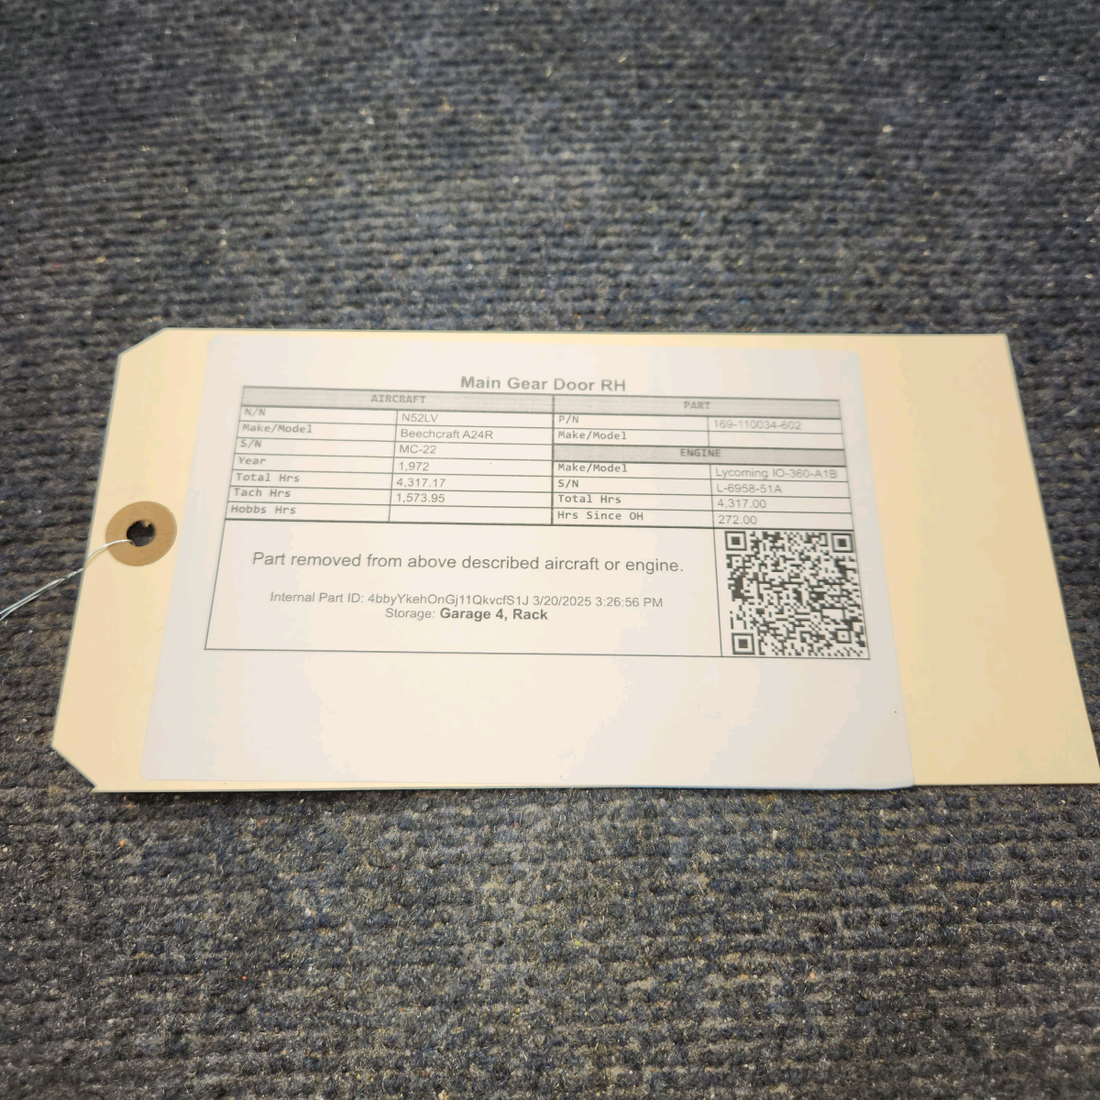 Main Gear Door RH
AIRCRAFT
N/N N52LV
Make/Model Beechcraft A24R
S/N MC-22
Year 1,972
Total Hrs 4,317.17
Tach Hrs 1,573.95
Hobbs Hrs
PART
P/N 169-110034-602
Make/Model
ENGINE
Make/Model Lycoming IO-360-A1B
S/N L-6958-51A
Total Hrs 4,317.00
Hrs Since OH 272.00
Part removed from above described aircraft or engine.
Internal Part ID: 4bbyYkehOnGj11QkvcfS1J 3/20/2025 3:26:56 PM
Storage: Garage 4, Rack